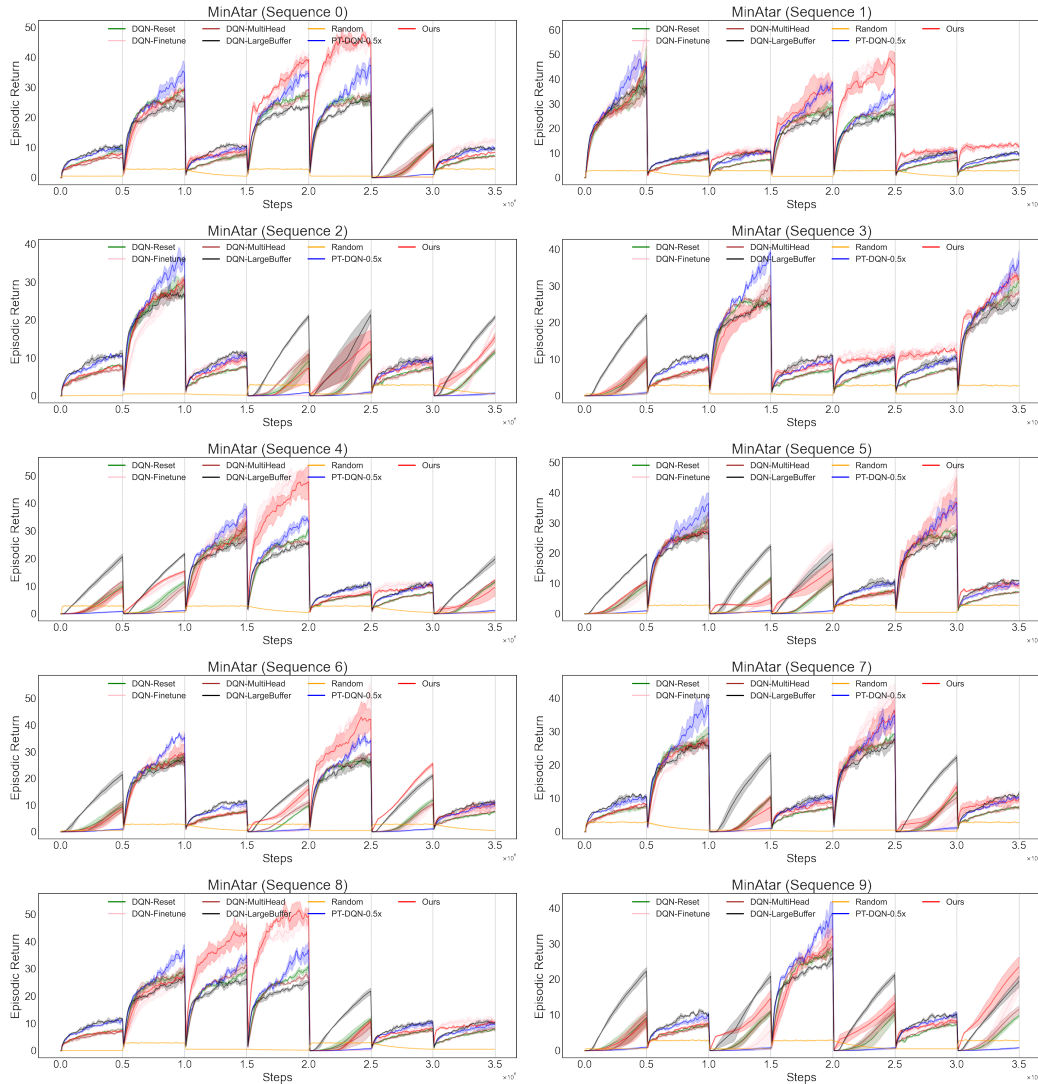 MinAtar (Sequence 0)
DQN-Reset DQN-MultiHead Random Ours
DQN-Finetune DQN-LargeBuffer PT-DQN-0.5x
Episodic Return
50
40
30
20
10
0
0.0 0.5 1.0 1.5 2.0 2.5 3.0 3.5
Steps
MinAtar (Sequence 1)
DQN-Reset DQN-MultiHead Random Ours
DQN-Finetune DQN-LargeBuffer PT-DQN-0.5x
Episodic Return
60
50
40
30
20
10
0
0.0 0.5 1.0 1.5 2.0 2.5 3.0 3.5
Steps
MinAtar (Sequence 2)
DQN-Reset DQN-MultiHead Random Ours
DQN-Finetune DQN-LargeBuffer PT-DQN-0.5x
Episodic Return
40
30
20
10
0
0.0 0.5 1.0 1.5 2.0 2.5 3.0 3.5
Steps
MinAtar (Sequence 3)
DQN-Reset DQN-MultiHead Random Ours
DQN-Finetune DQN-LargeBuffer PT-DQN-0.5x
Episodic Return
40
30
20
10
0
0.0 0.5 1.0 1.5 2.0 2.5 3.0 3.5
Steps
MinAtar (Sequence 4)
DQN-Reset DQN-MultiHead Random Ours
DQN-Finetune DQN-LargeBuffer PT-DQN-0.5x
Episodic Return
50
40
30
20
10
0
0.0 0.5 1.0 1.5 2.0 2.5 3.0 3.5
Steps
MinAtar (Sequence 5)
DQN-Reset DQN-MultiHead Random Ours
DQN-Finetune DQN-LargeBuffer PT-DQN-0.5x
Episodic Return
50
40
30
20
10
0
0.0 0.5 1.0 1.5 2.0 2.5 3.0 3.5
Steps
MinAtar (Sequence 6)
DQN-Reset DQN-MultiHead Random Ours
DQN-Finetune DQN-LargeBuffer PT-DQN-0.5x
Episodic Return
50
40
30
20
10
0
0.0 0.5 1.0 1.5 2.0 2.5 3.0 3.5
Steps
MinAtar (Sequence 7)
DQN-Reset DQN-MultiHead Random Ours
DQN-Finetune DQN-LargeBuffer PT-DQN-0.5x
Episodic Return
40
30
20
10
0
0.0 0.5 1.0 1.5 2.0 2.5 3.0 3.5
Steps
MinAtar (Sequence 8)
DQN-Reset DQN-MultiHead Random Ours
DQN-Finetune DQN-LargeBuffer PT-DQN-0.5x
Episodic Return
50
40
30
20
10
0
0.0 0.5 1.0 1.5 2.0 2.5 3.0 3.5
Steps
MinAtar (Sequence 9)
DQN-Reset DQN-MultiHead Random Ours
DQN-Finetune DQN-LargeBuffer PT-DQN-0.5x
Episodic Return
40
30
20
10
0
0.0 0.5 1.0 1.5 2.0 2.5 3.0 3.5
Steps